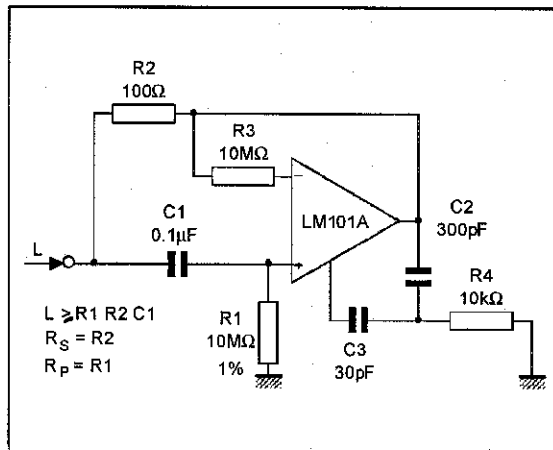 R2
100Ω
R3
10MΩ
−
LM101A
+
C1
0.1µF
C2
300pF
L
R4
10kΩ
L ⩾R1 R2 C1
R_S = R2
R_P = R1
R1
10MΩ
1%
C3
30pF